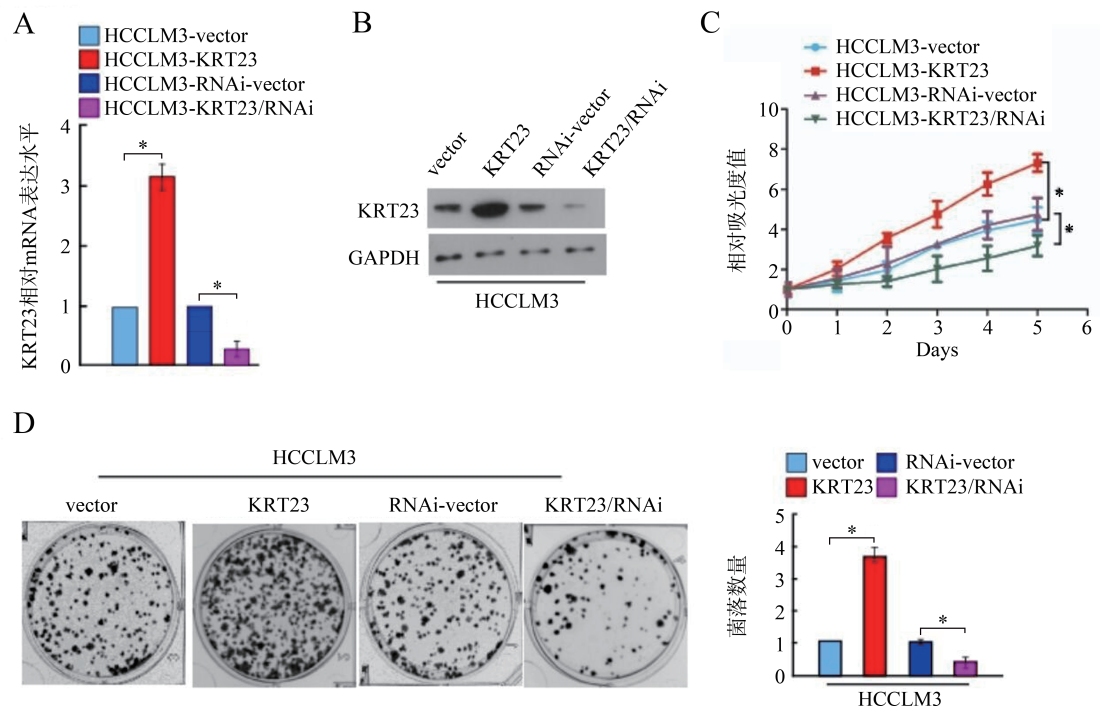 A
HCCLM3-vector
HCCLM3-KRT23
HCCLM3-RNAi-vector
HCCLM3-KRT23/RNAi
KRT23相对mRNA表达水平
4
3
2
1
0
*
*
B
vector
KRT23
RNAi-vector
KRT23/RNAi
KRT23
GAPDH
HCCLM3
C
HCCLM3-vector
HCCLM3-KRT23
HCCLM3-RNAi-vector
HCCLM3-KRT23/RNAi
相对吸光度值
10
8
6
4
2
0
*
*
0 1 2 3 4 5 6
Days
D
HCCLM3
vector KRT23 RNAi-vector KRT23/RNAi
vector RNAi-vector
KRT23 KRT23/RNAi
菌落数量
5
4
3
2
1
0
*
*
HCCLM3